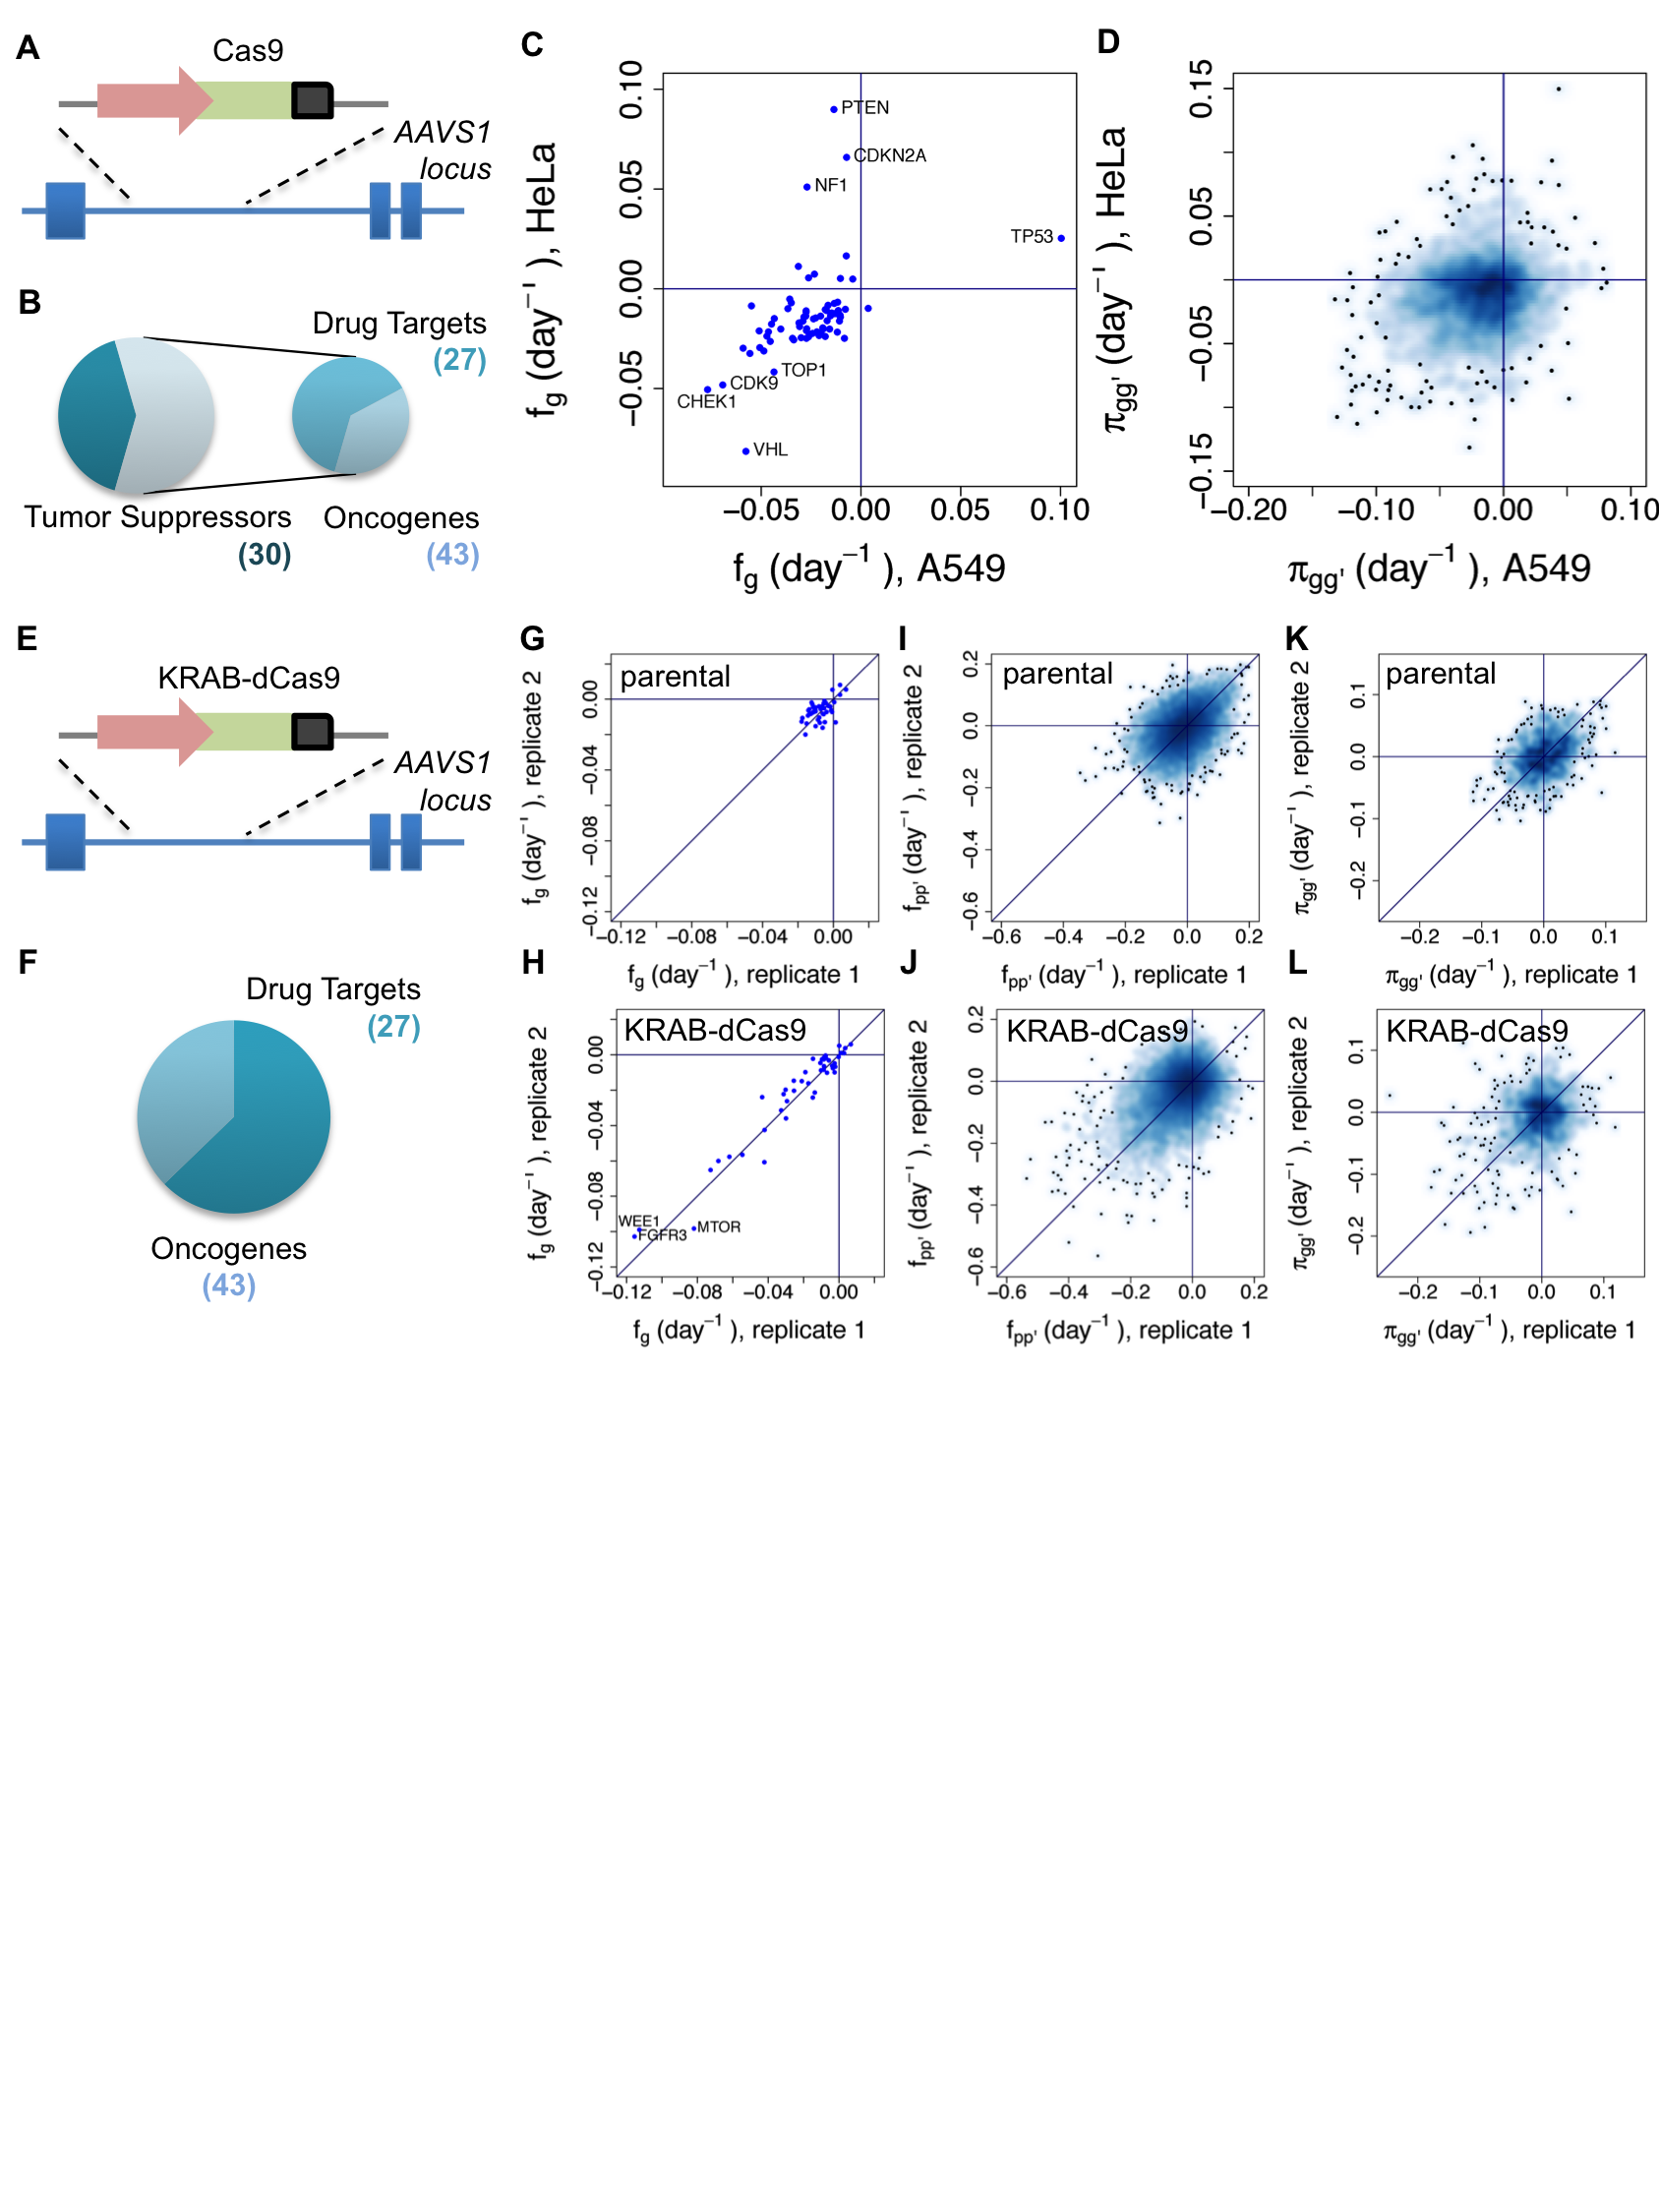 A
Cas9
AAVS1
locus
B
Drug Targets
(27)
Tumor Suppressors
(30)
Oncogenes
(43)
C
fg (day⁻¹ ), HeLa
0.10
0.05
0.00
−0.05
PTEN
CDKN2A
NF1
TP53
TOP1
CDK9
CHEK1
VHL
−0.05 0.00 0.05 0.10
fg (day⁻¹ ), A549
D
πgg' (day⁻¹ ), HeLa
0.15
0.05
−0.05
−0.15
−0.20 −0.10 0.00 0.10
πgg' (day⁻¹ ), A549
E
KRAB-dCas9
AAVS1
locus
F
Drug Targets
(27)
Oncogenes
(43)
G
parental
fg (day⁻¹ ), replicate 2
0.00
−0.04
−0.08
−0.12
−0.12 −0.08 −0.04 0.00
fg (day⁻¹ ), replicate 1
H
KRAB-dCas9
fg (day⁻¹ ), replicate 2
0.00
−0.04
−0.08
−0.12
WEE1
FGFR3
MTOR
−0.12 −0.08 −0.04 0.00
fg (day⁻¹ ), replicate 1
I
parental
fpp' (day⁻¹ ), replicate 2
0.2
0.0
−0.2
−0.4
−0.6
−0.6 −0.4 −0.2 0.0 0.2
fpp' (day⁻¹ ), replicate 1
J
KRAB-dCas9
fpp' (day⁻¹ ), replicate 2
0.2
0.0
−0.2
−0.4
−0.6
−0.6 −0.4 −0.2 0.0 0.2
fpp' (day⁻¹ ), replicate 1
K
parental
πgg' (day⁻¹ ), replicate 2
0.1
0.0
−0.1
−0.2
−0.2 −0.1 0.0 0.1
πgg' (day⁻¹ ), replicate 1
L
KRAB-dCas9
πgg' (day⁻¹ ), replicate 2
0.1
0.0
−0.1
−0.2
−0.2 −0.1 0.0 0.1
πgg' (day⁻¹ ), replicate 1